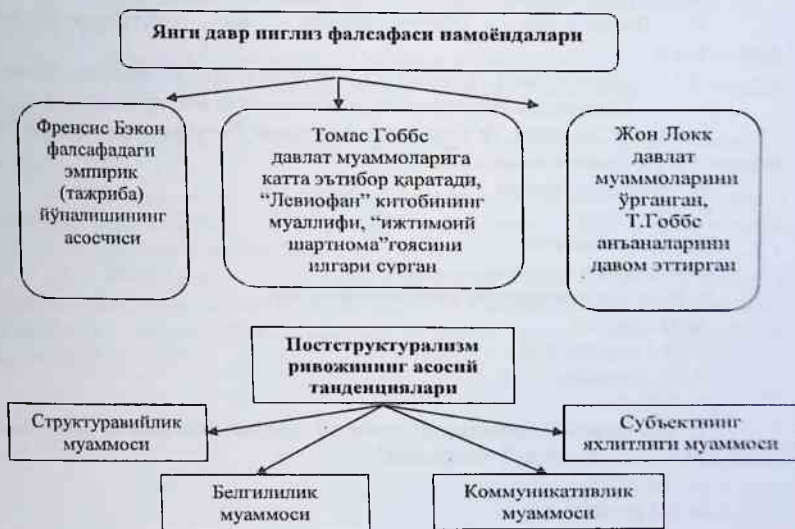 Янги давр инглиз фалсафаси намоёндалари
Френсис Бэкон
фалсафадаги
эмпирик
(тажриба)
йўналишининг
асосчиси
Томас Гоббс
давлат муаммоларига
катта эътибор қаратади,
“Левиофан” китобининг
муаллифи, “ижтимоий
шартнома”гоясини
илгари сурган
Жон Локк
давлат
муаммоларини
ўрганган,
Т.Гоббс
анъаналарини
давом эттирган
Постструктурализм
ривожининг асосий
танденциялари
Структуравийлик
муаммоси
Субъектнинг
яхлитлиги муаммоси
Белгилилик
муаммоси
Коммуникативлик
муаммоси